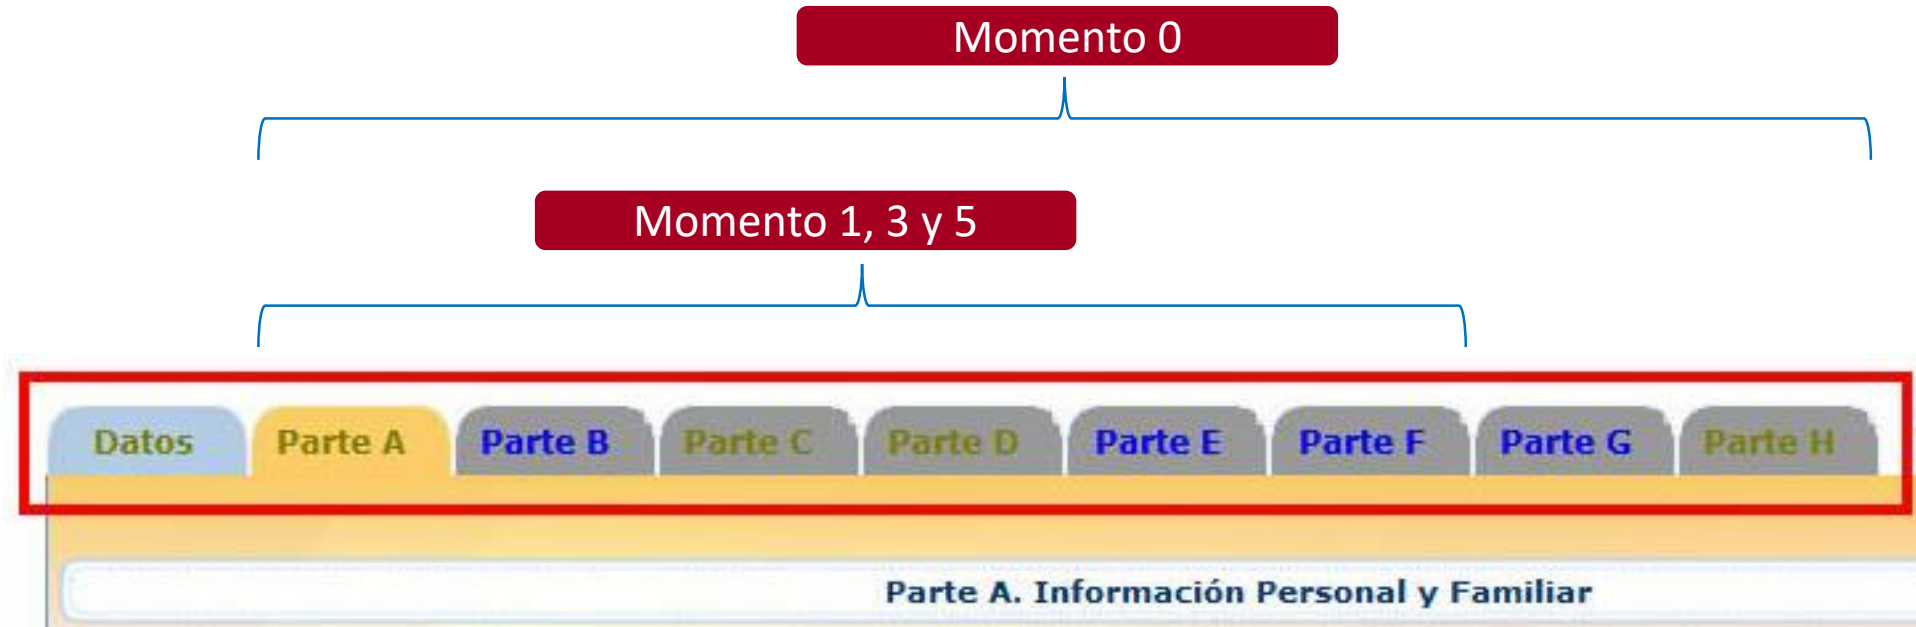 Momento 0
Momento 1, 3 y 5
Datos Parte A Parte B Parte C Parte D Parte E Parte F Parte G Parte H
Parte A. Información Personal y Familiar